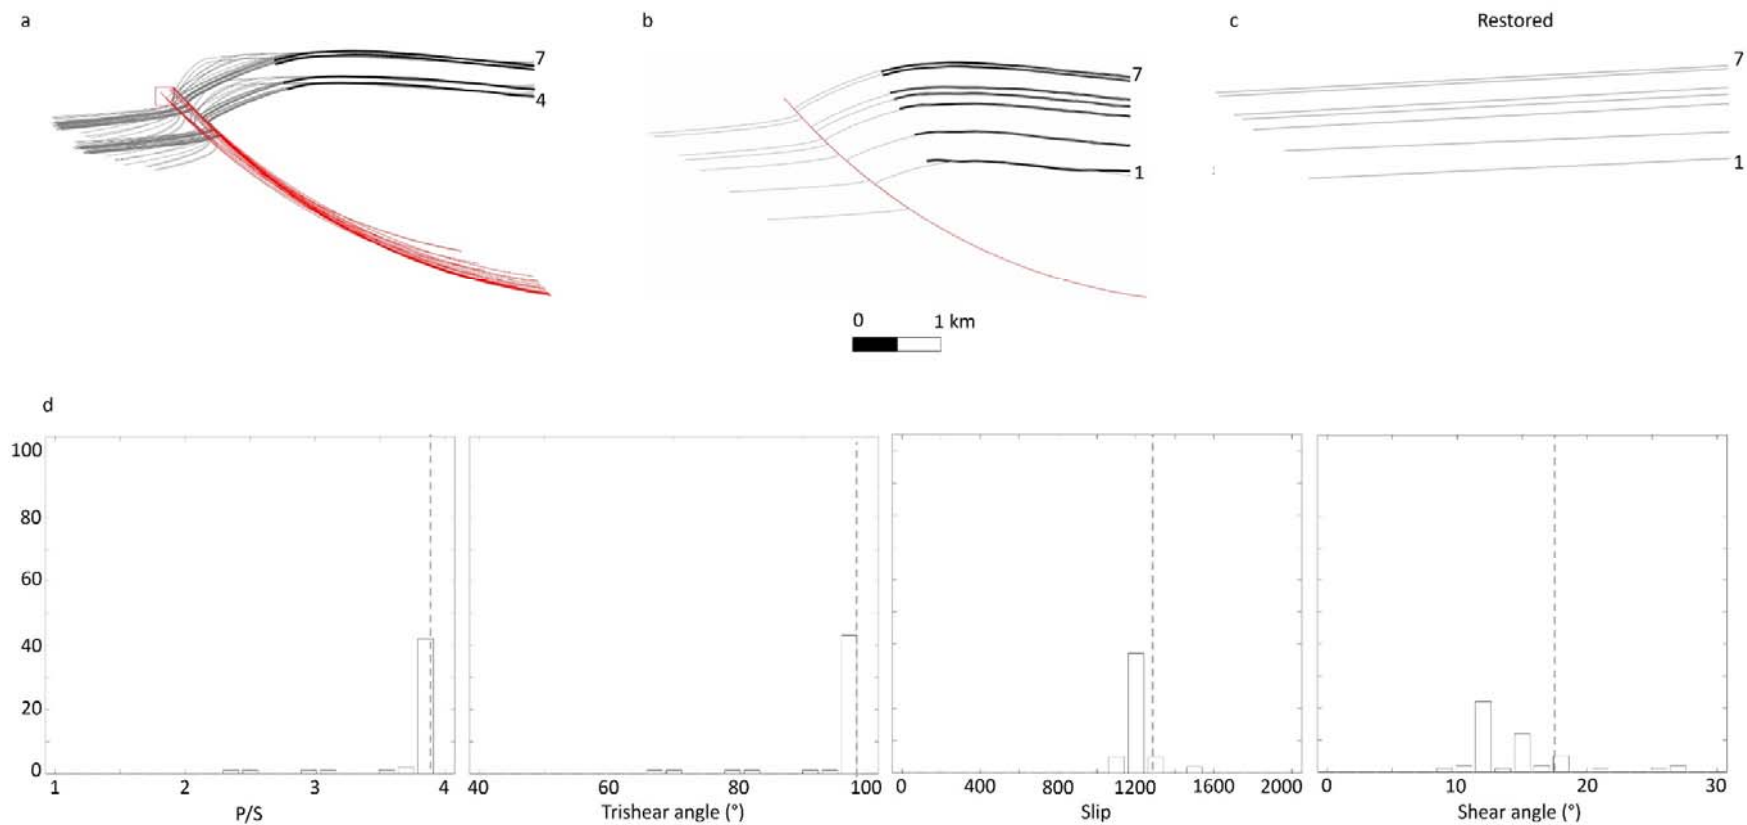 a
b
c Restored
7
4
7
1
7
1
0 1 km
d
100
80
60
40
20
0
1 2 3 4
P/S
40 60 80 100
Trishear angle (°)
0 400 800 1200 1600 2000
Slip
0 10 20 30
Shear angle (°)